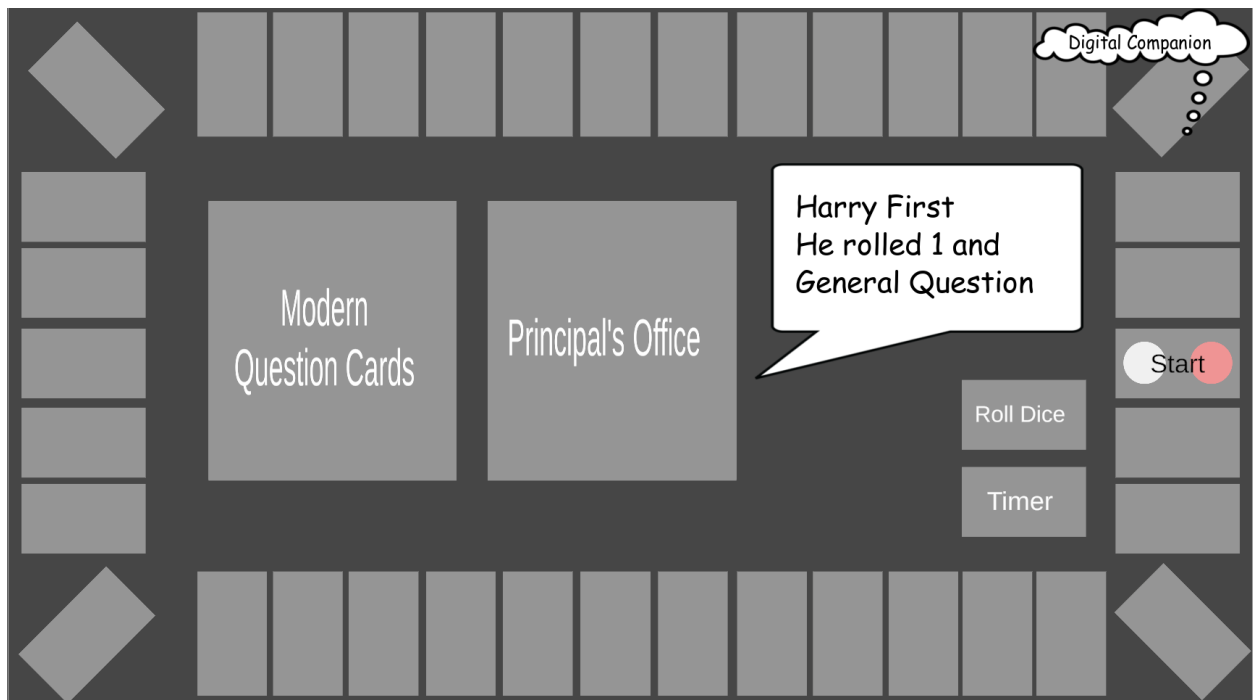 Digital Companion
Harry First
He rolled 1 and
General Question
Modern
Question Cards
Principal's Office
Start
Roll Dice
Timer